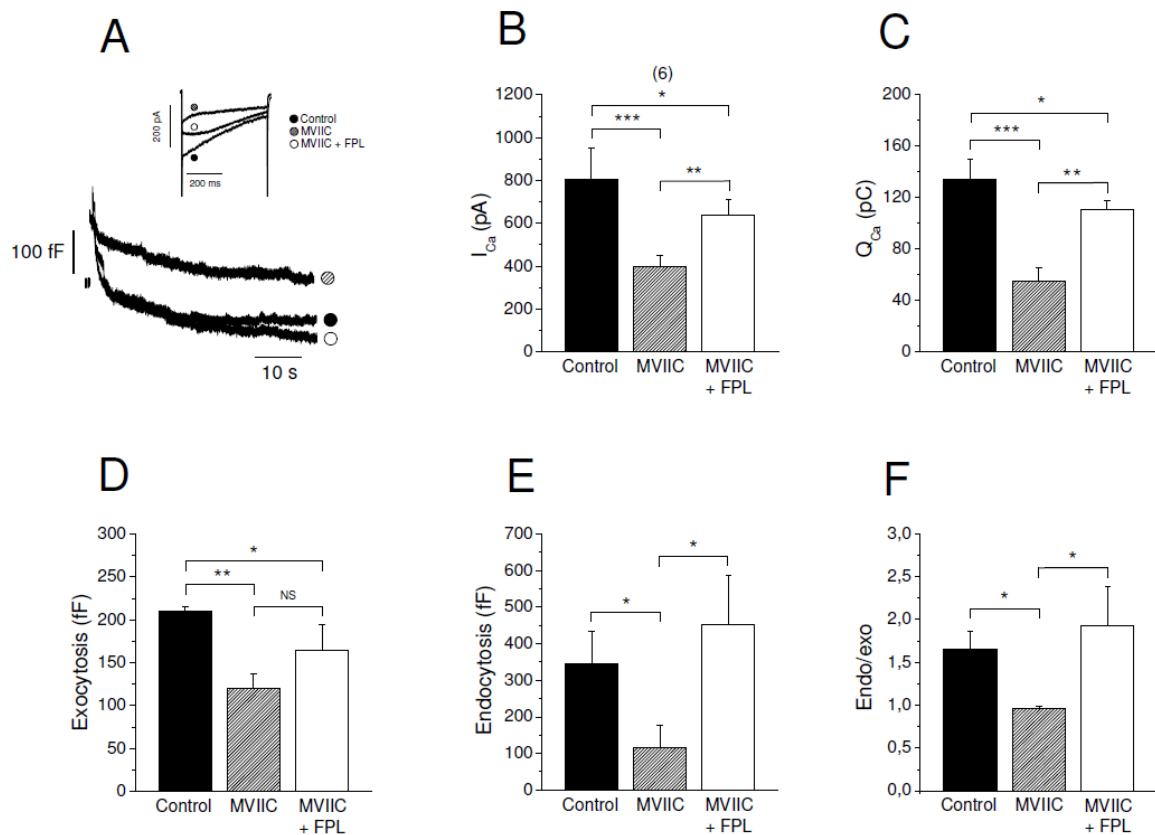 A
200 pA
Control
MVIIC
MVIIC + FPL
200 ms
100 fF
10 s
B
(6)
*
***
**
I_Ca (pA)
1200
1000
800
600
400
200
0
Control
MVIIC
MVIIC
+ FPL
C
*
***
**
Q_Ca (pC)
200
160
120
80
40
0
Control
MVIIC
MVIIC
+ FPL
D
*
**
NS
Exocytosis (fF)
300
250
200
150
100
50
0
Control
MVIIC
MVIIC
+ FPL
E
*
*
Endocytosis (fF)
700
600
500
400
300
200
100
0
Control
MVIIC
MVIIC
+ FPL
F
*
*
Endo/exo
3,0
2,5
2,0
1,5
1,0
0,5
0,0
Control
MVIIC
MVIIC
+ FPL